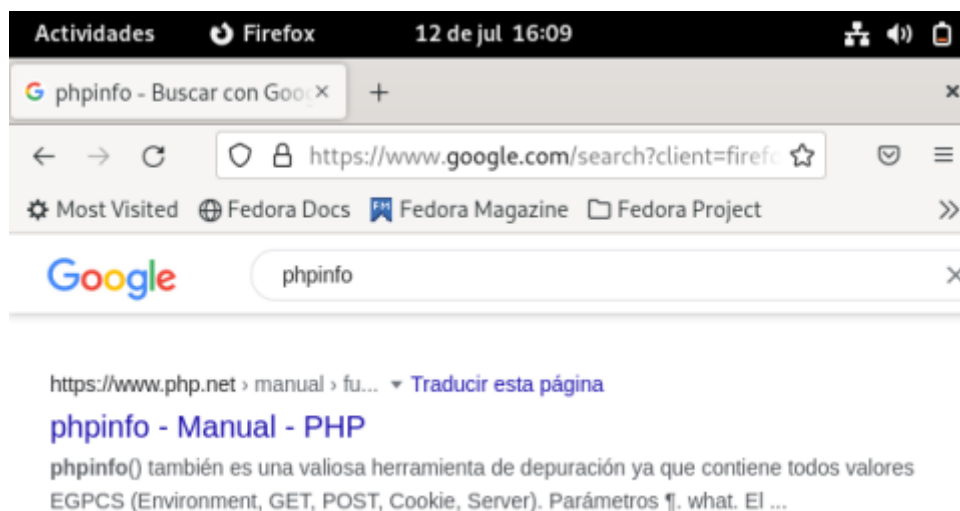 Actividades Firefox 12 de jul 16:09
G phpinfo - Buscar con Goog
https://www.google.com/search?client=firefo
Most Visited Fedora Docs FM Fedora Magazine Fedora Project
Google phpinfo
https://www.php.net › manual › fu... Traducir esta página
phpinfo - Manual - PHP
phpinfo() también es una valiosa herramienta de depuración ya que contiene todos valores
EGPCS (Environment, GET, POST, Cookie, Server). Parámetros ¶. what. El ...